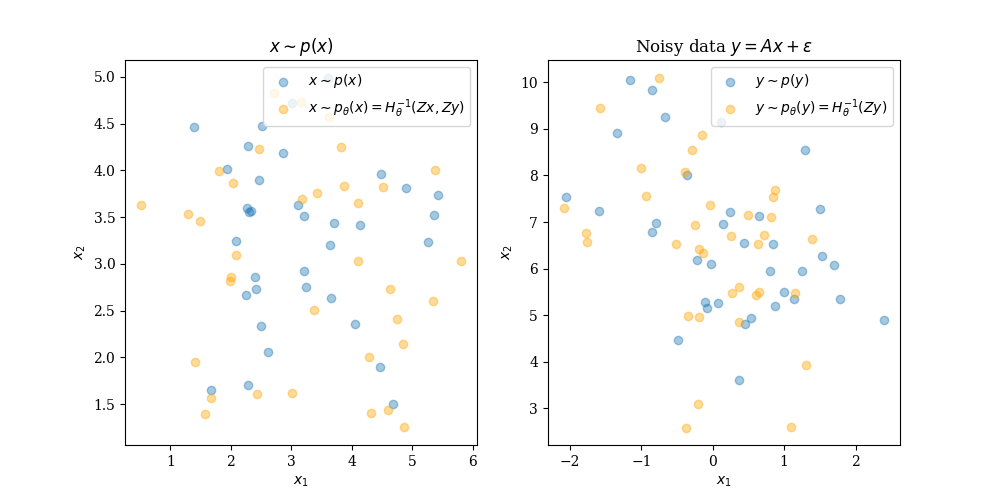 x ∼ p(x)
x ∼ p(x)
x ∼ p_θ(x) = H_θ^{-1}(Zx, Zy)
5.0
4.5
4.0
3.5
3.0
2.5
2.0
1.5
x_2
1 2 3 4 5 6
x_1
Noisy data y = Ax + ε
y ∼ p(y)
y ∼ p_θ(y) = H_θ^{-1}(Zy)
10
9
8
7
6
5
4
3
x_2
−2 −1 0 1 2
x_1